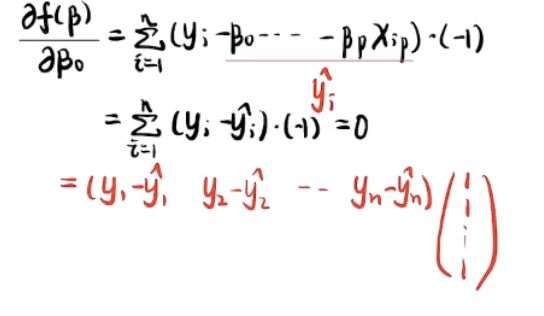 ∂f(β)/∂β₀ = Σᵢ₌₁ⁿ (yᵢ -β₀ --- -βₚxᵢₚ)·(-1)
ŷᵢ
= Σᵢ₌₁ⁿ (yᵢ -ŷᵢ)·(-1) =0
= (y₁-ŷ₁ y₂-ŷ₂ -- yₙ-ŷₙ) (1 1 ⋮ 1)